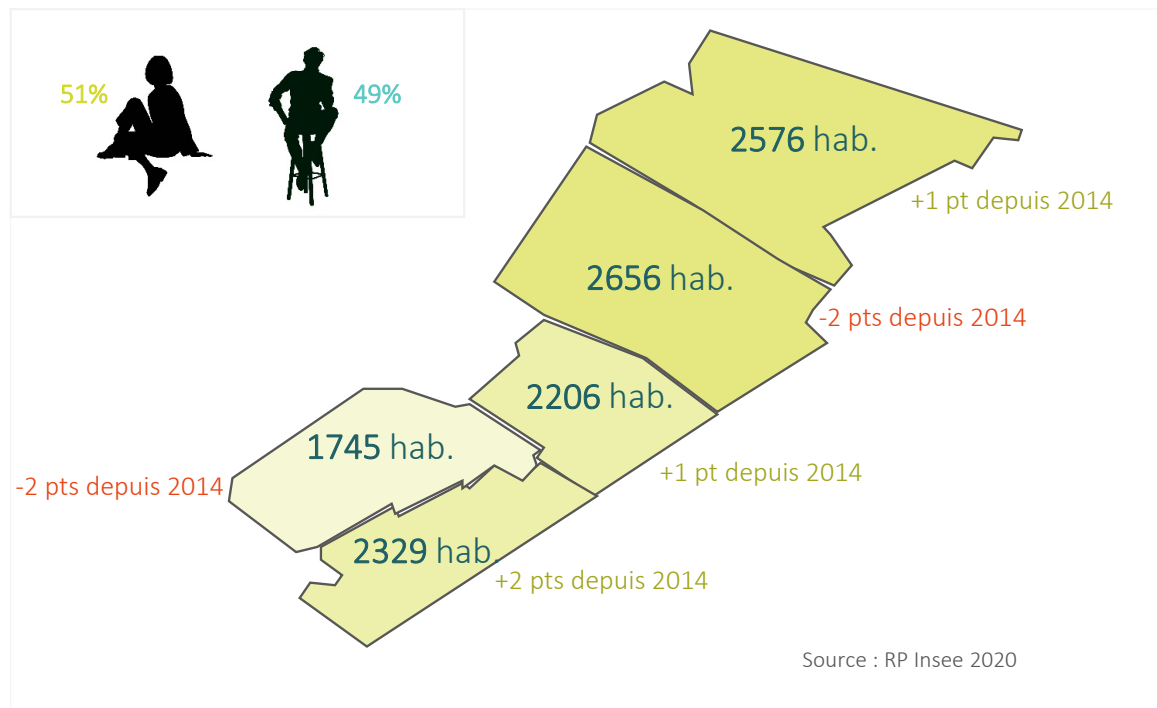 51%
49%
2576 hab.
+1 pt depuis 2014
2656 hab.
-2 pts depuis 2014
2206 hab.
+1 pt depuis 2014
1745 hab.
-2 pts depuis 2014
2329 hab.
+2 pts depuis 2014
Source : RP Insee 2020